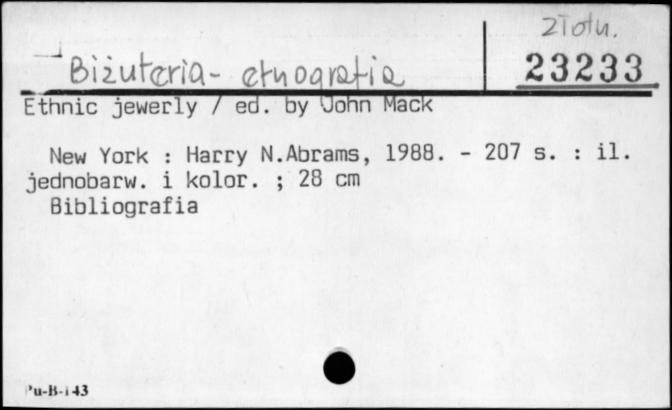 złotn.
Biżuteria - etnografia
23233
Ethnic jewerly / ed. by John Mack
New York : Harry N.Abrams, 1988. - 207 s. : il.
jednobarw. i kolor. ; 28 cm
Bibliografia
Pu-B-143